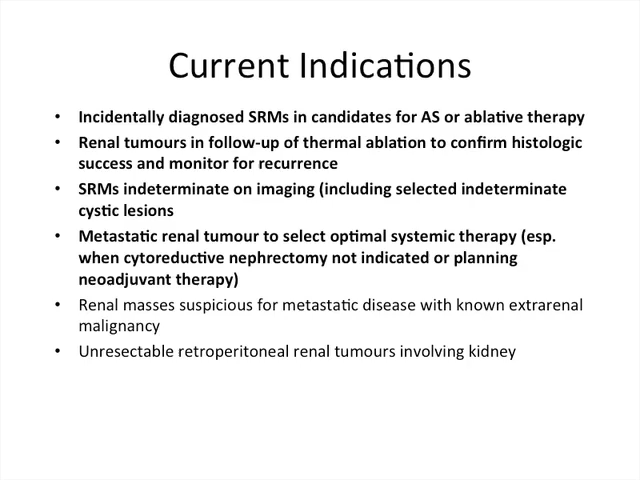 Current Indications
• Incidentally diagnosed SRMs in candidates for AS or ablative therapy
• Renal tumours in follow-up of thermal ablation to confirm histologic
success and monitor for recurrence
• SRMs indeterminate on imaging (including selected indeterminate
cystic lesions
• Metastatic renal tumour to select optimal systemic therapy (esp.
when cytoreductive nephrectomy not indicated or planning
neoadjuvant therapy)
• Renal masses suspicious for metastatic disease with known extrarenal
malignancy
• Unresectable retroperitoneal renal tumours involving kidney